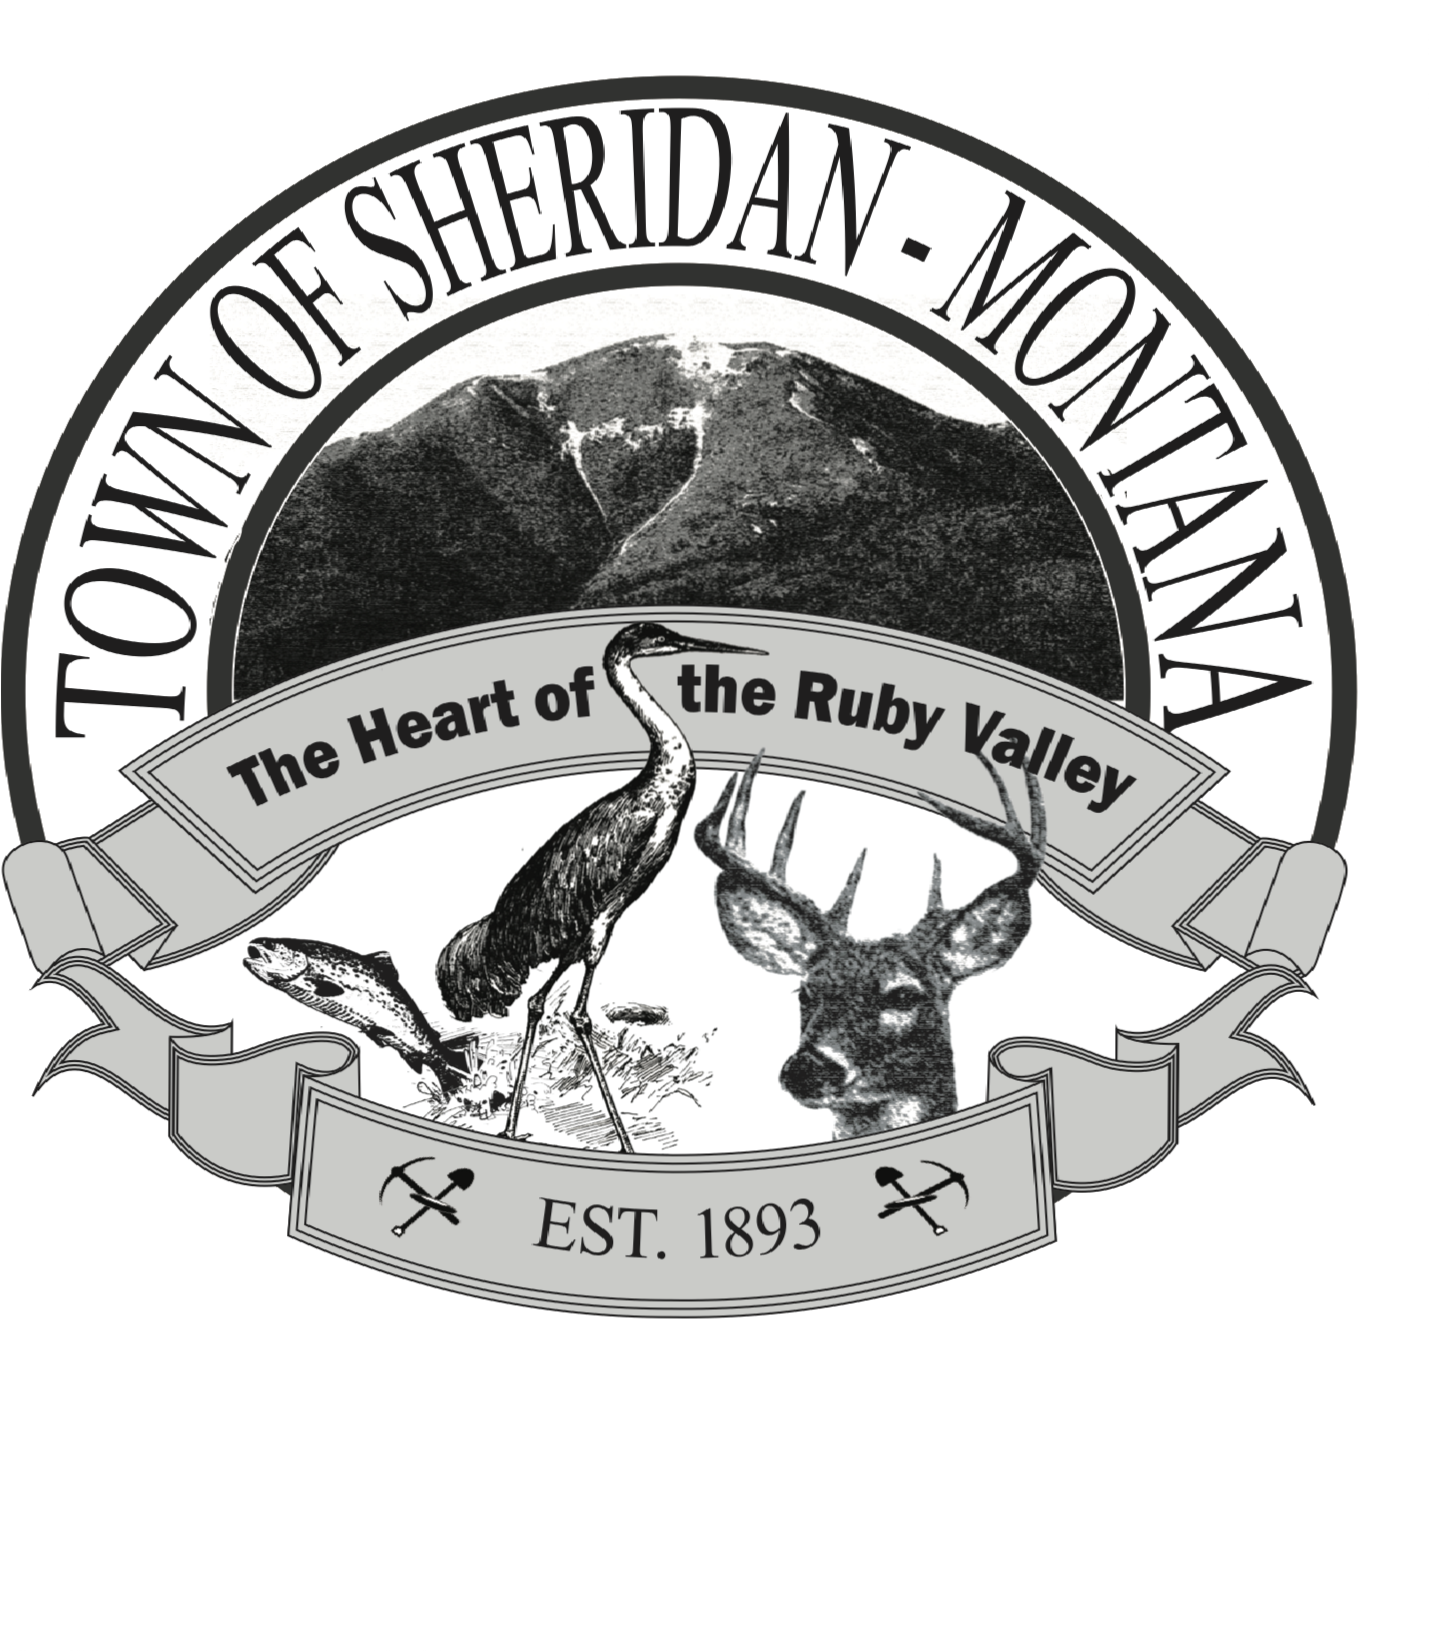 TOWN OF SHERIDAN - MONTANA
The Heart of the Ruby Valley
EST. 1893